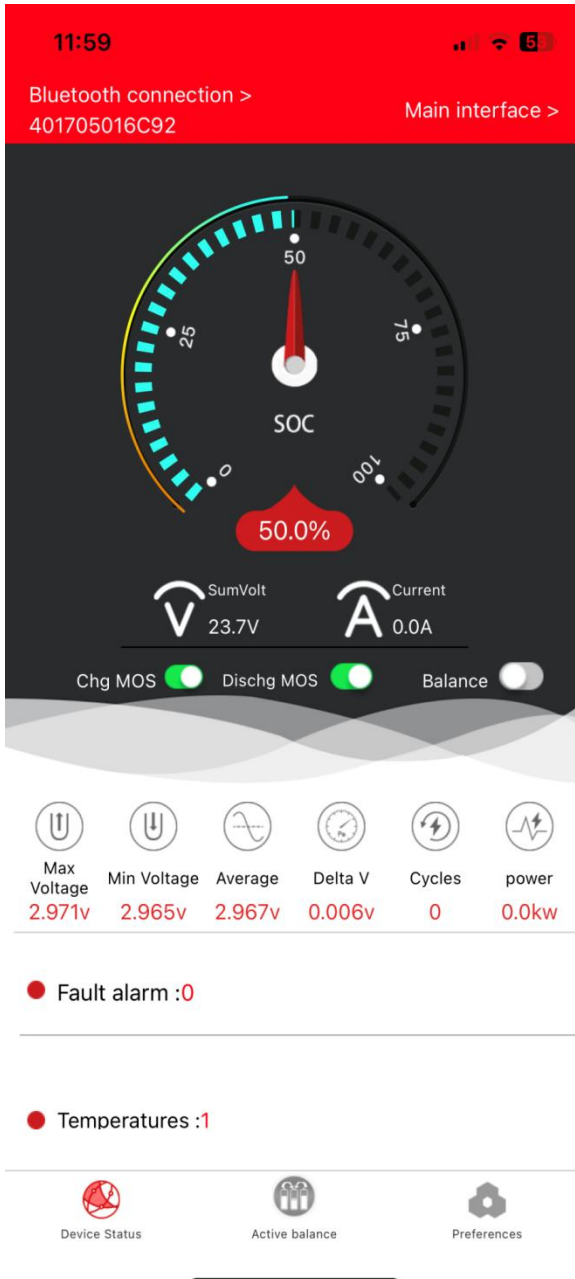 11:59
Bluetooth connection >
401705016C92
Main interface >
50
25
75
0
100
SOC
50.0%
SumVolt
V 23.7V
Current
A 0.0A
Chg MOS
Dischg MOS
Balance
Max Voltage
Min Voltage
Average
Delta V
Cycles
power
2.971v
2.965v
2.967v
0.006v
0
0.0kw
Fault alarm :0
Temperatures :1
Device Status
Active balance
Preferences